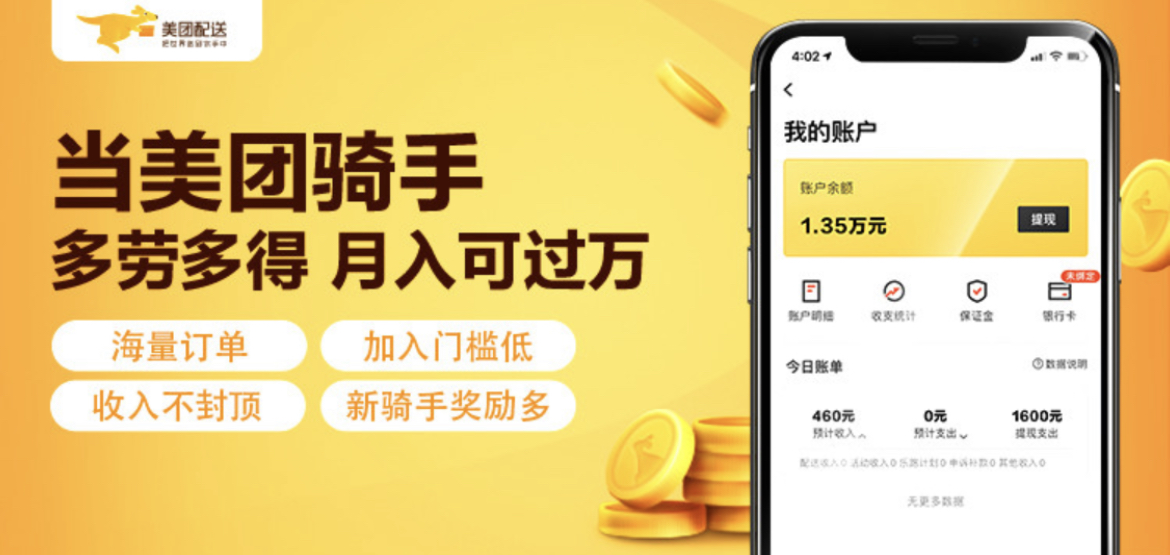 美团配送
把世界送到你手中
当美团骑手
多劳多得 月入可过万
海量订单
加入门槛低
收入不封顶
新骑手奖励多
4:02
我的账户
账户余额
1.35万元
提现
未绑定
账户明细
收支统计
保证金
银行卡
今日账单
数据说明
460元
0元
1600元
预计收入
预计支出
提现支出
配送收入0 活动收入0 乐跑计划0 申诉补款0 其他收入0
无更多数据